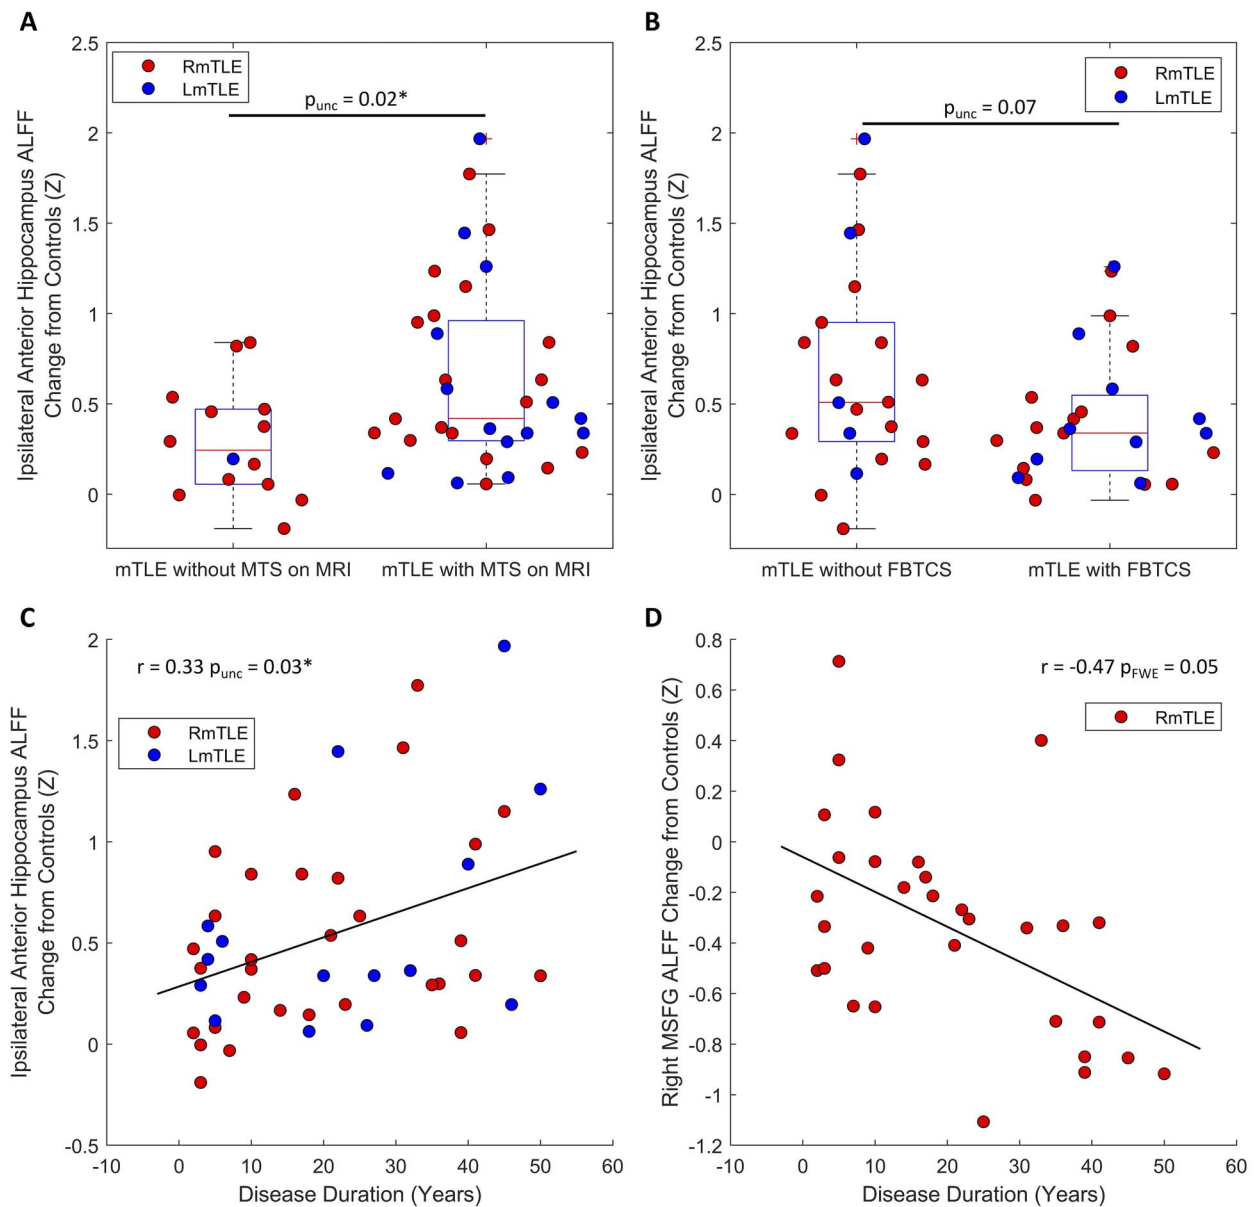 A
Ipsilateral Anterior Hippocampus ALFF
Change from Controls (Z)
2.5
2
1.5
1
0.5
0
RmTLE
LmTLE
punc = 0.02*
mTLE without MTS on MRI
mTLE with MTS on MRI
B
Ipsilateral Anterior Hippocampus ALFF
Change from Controls (Z)
2.5
2
1.5
1
0.5
0
RmTLE
LmTLE
punc = 0.07
mTLE without FBTCS
mTLE with FBTCS
C
Ipsilateral Anterior Hippocampus ALFF
Change from Controls (Z)
2
1.5
1
0.5
0
-0.5
r = 0.33 punc = 0.03*
RmTLE
LmTLE
-10 0 10 20 30 40 50 60
Disease Duration (Years)
D
Right MSFG ALFF Change from Controls (Z)
0.8
0.6
0.4
0.2
0
-0.2
-0.4
-0.6
-0.8
-1
-1.2
r = -0.47 pFWE = 0.05
RmTLE
-10 0 10 20 30 40 50 60
Disease Duration (Years)